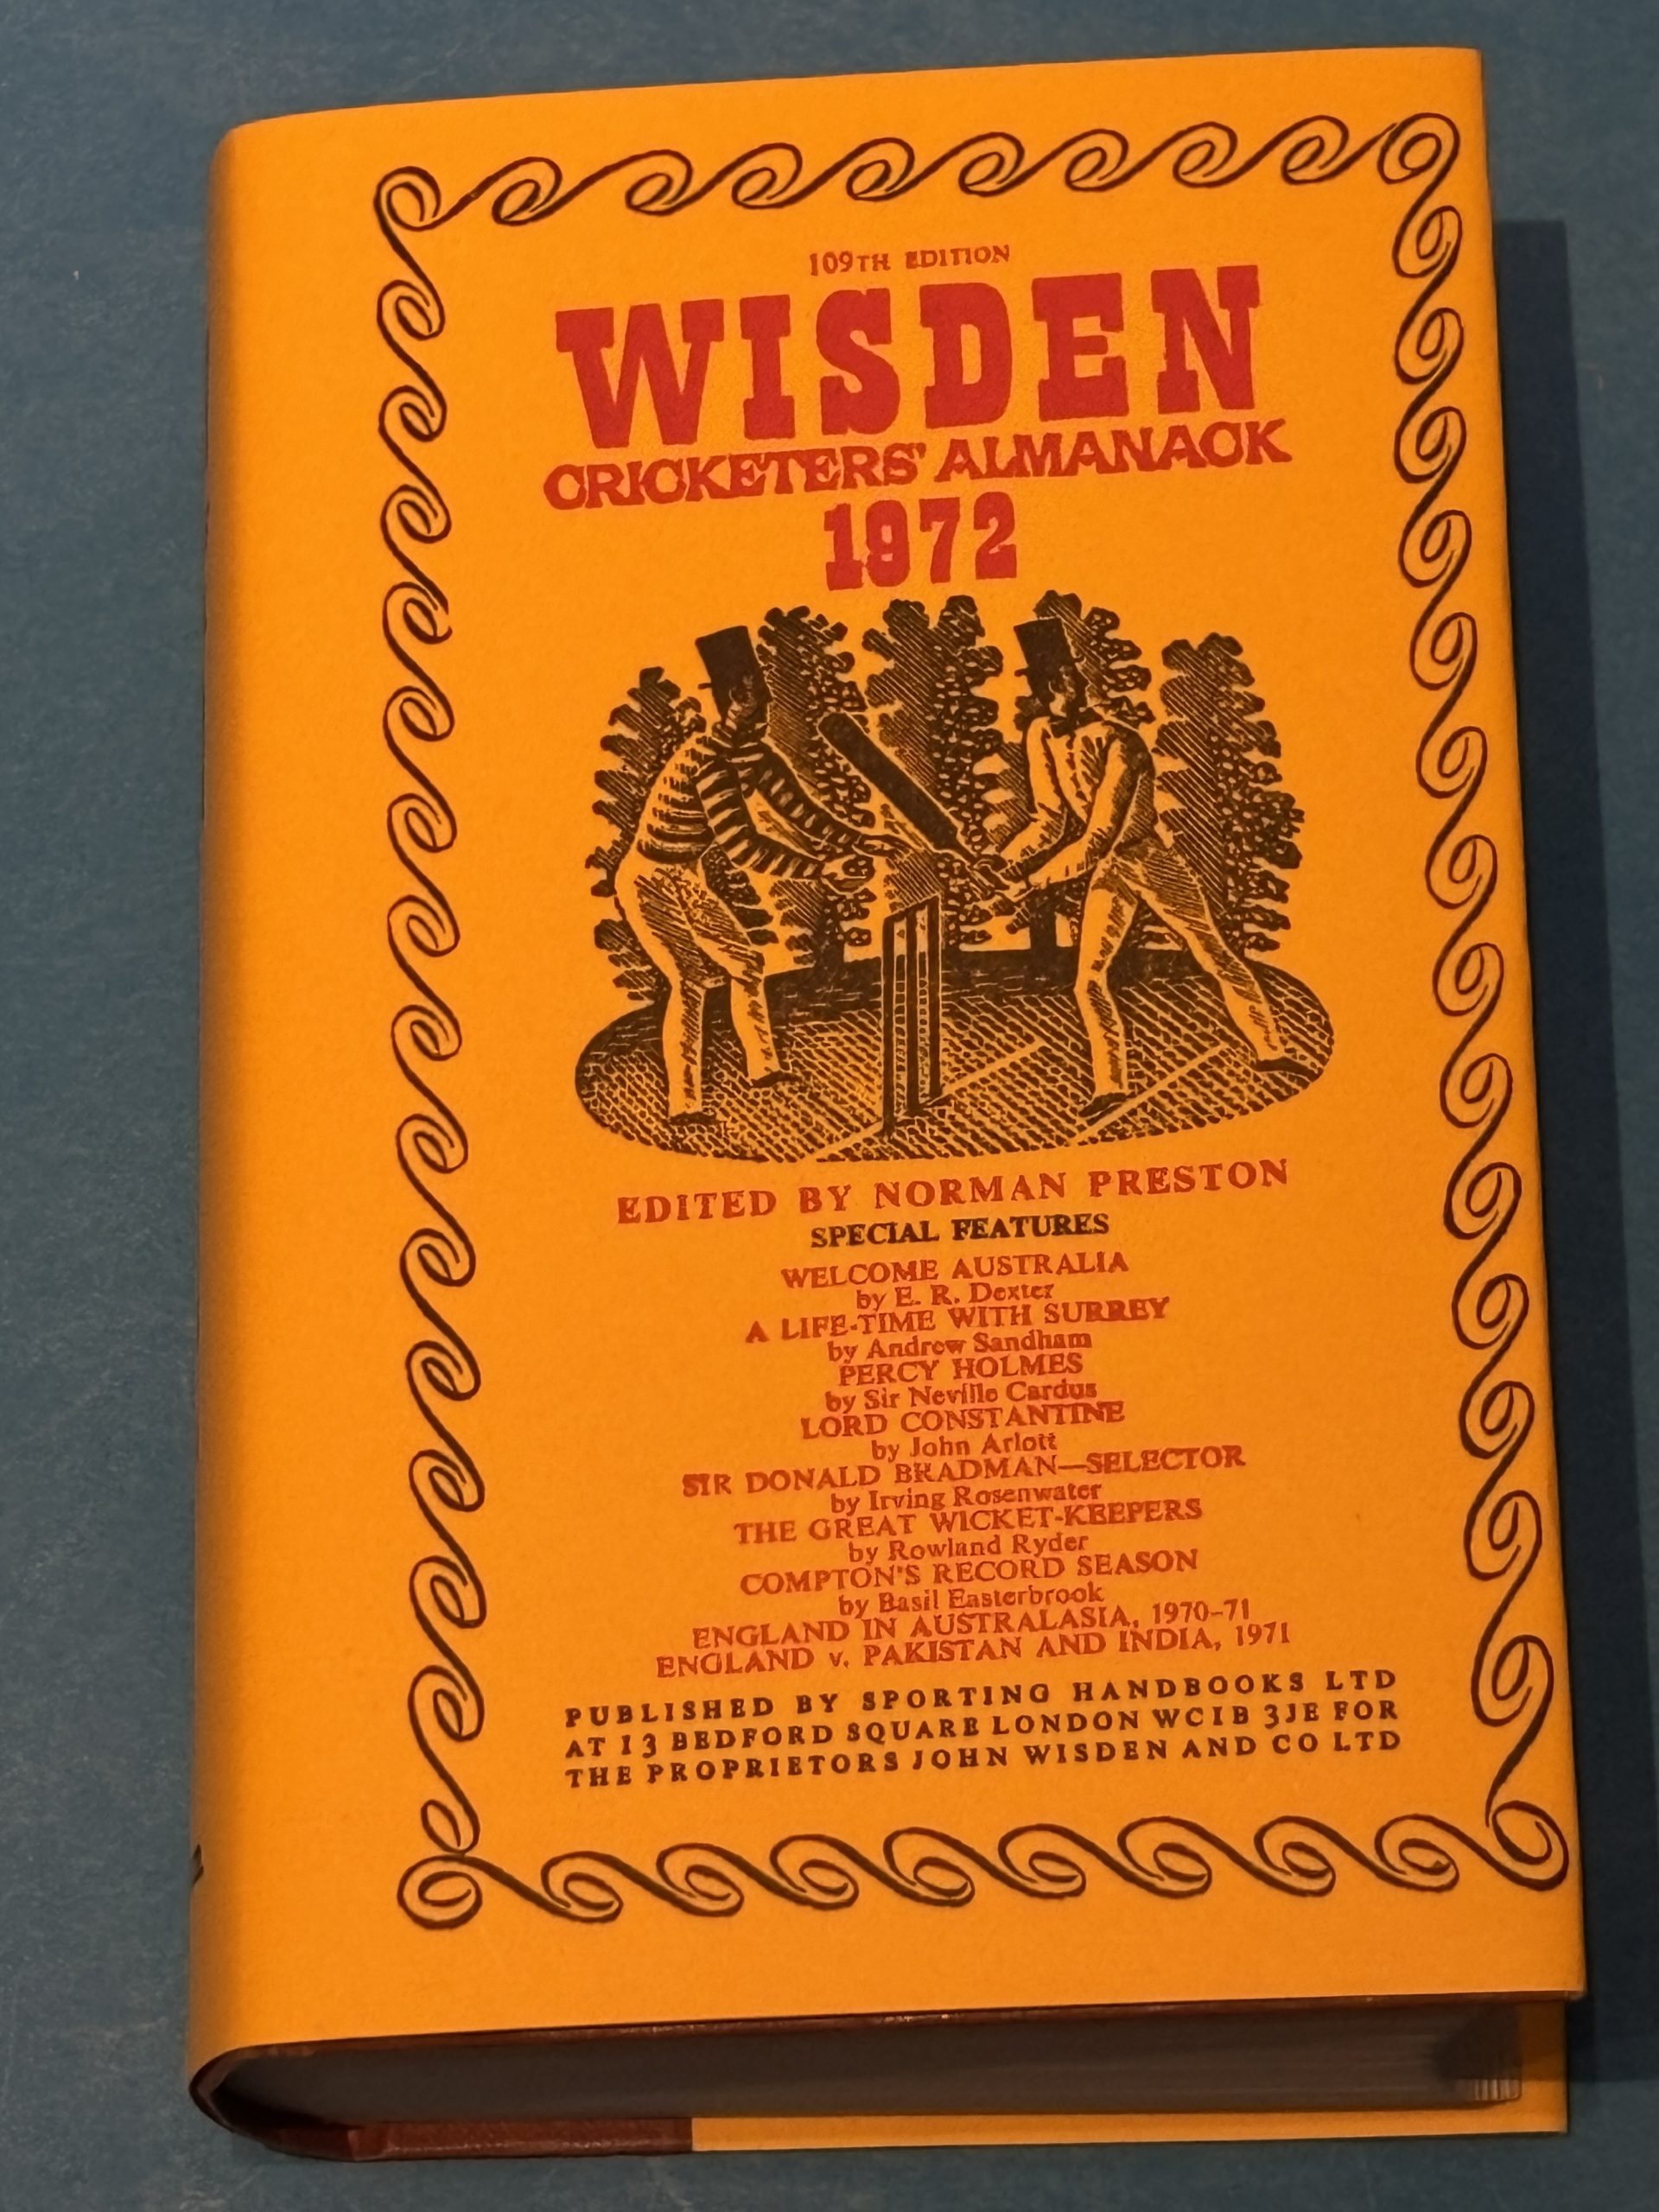 109TH EDITION
WISDEN
CRICKETERS' ALMANACK
1972
EDITED BY NORMAN PRESTON
SPECIAL FEATURES
WELCOME AUSTRALIA
by E. R. Dexter
A LIFE-TIME WITH SURREY
by Andrew Sandham
PERCY HOLMES
by Sir Neville Cardus
LORD CONSTANTINE
by John Arlott
SIR DONALD BRADMAN—SELECTOR
by Irving Rosenwater
THE GREAT WICKET-KEEPERS
by Rowland Ryder
COMPTON'S RECORD SEASON
by Basil Easterbrook
ENGLAND IN AUSTRALASIA, 1970-71
ENGLAND v. PAKISTAN AND INDIA, 1971
PUBLISHED BY SPORTING HANDBOOKS LTD
AT 13 BEDFORD SQUARE LONDON WC1B 3JE FOR
THE PROPRIETORS JOHN WISDEN AND CO LTD